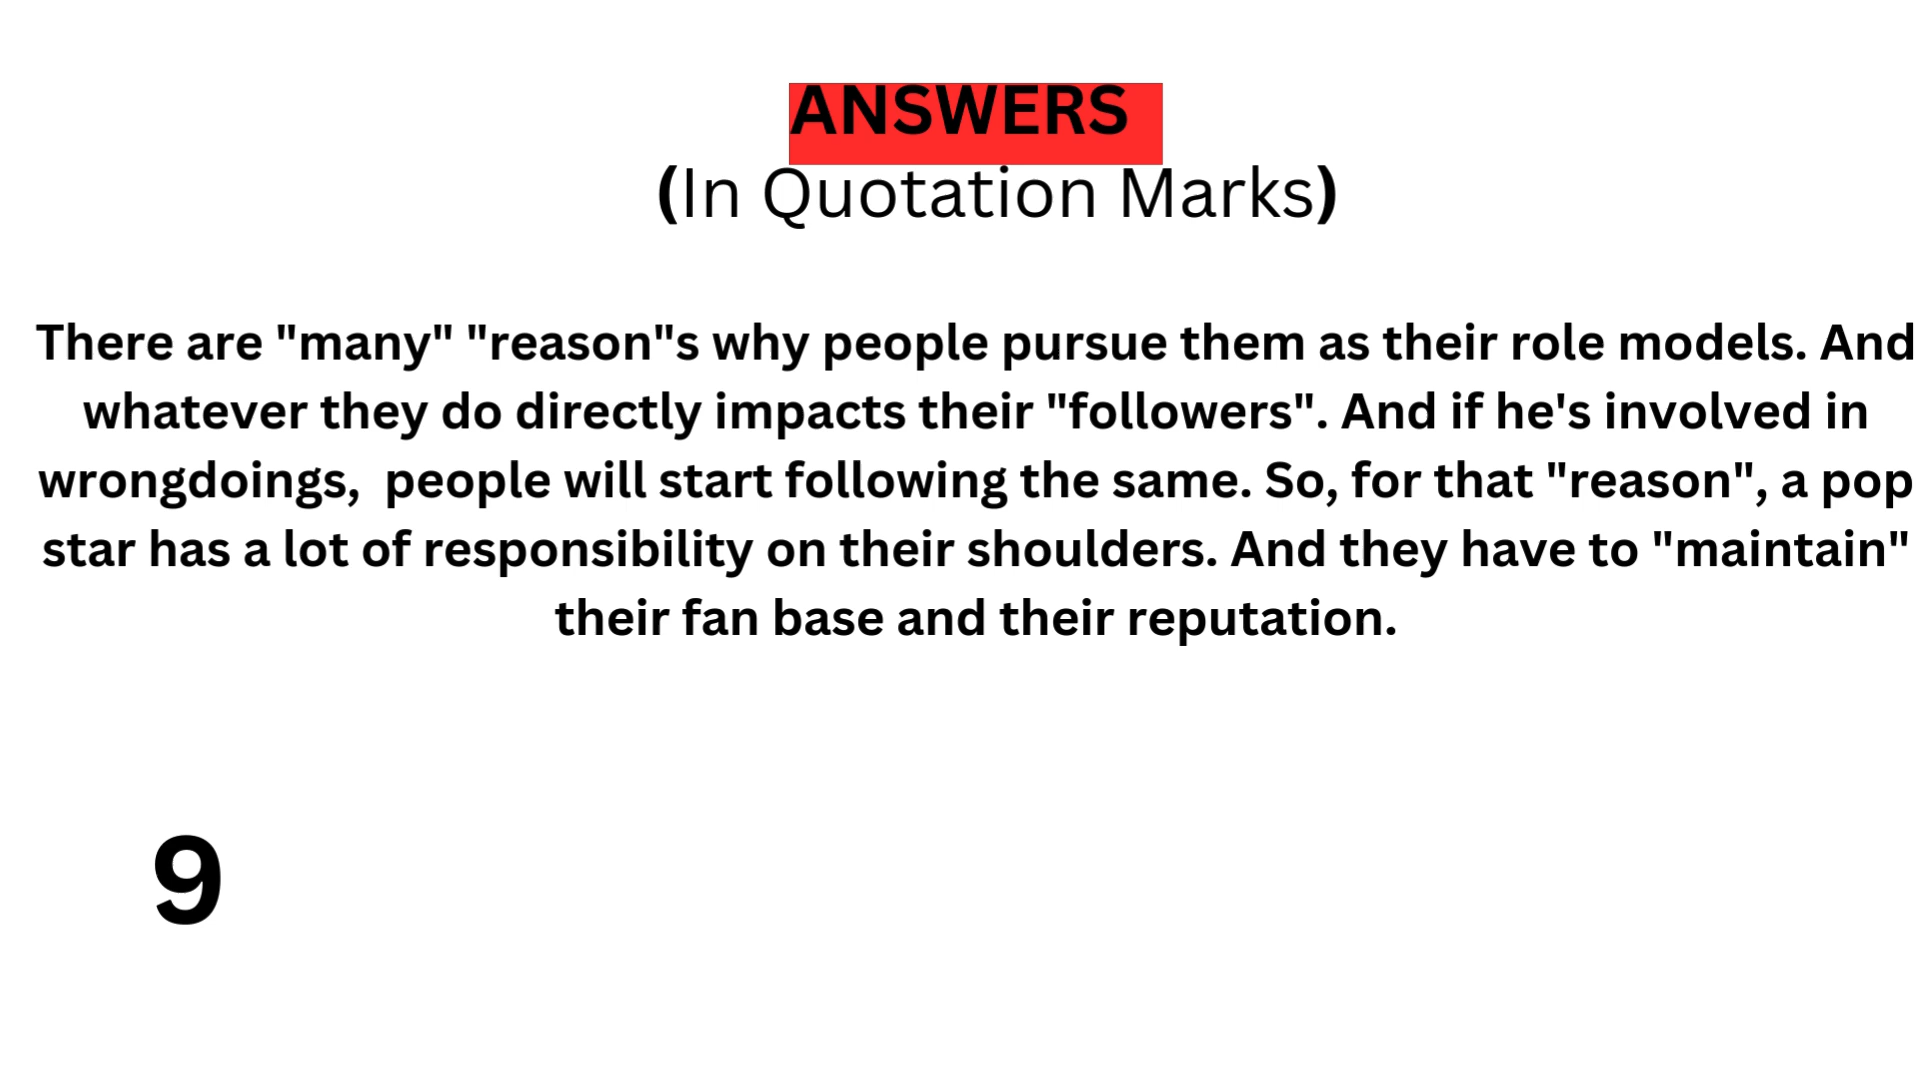 ANSWERS
(In Quotation Marks)
There are "many" "reason"s why people pursue them as their role models. And
whatever they do directly impacts their "followers". And if he's involved in
wrongdoings,  people will start following the same. So, for that "reason", a pop
star has a lot of responsibility on their shoulders. And they have to "maintain"
their fan base and their reputation.
9